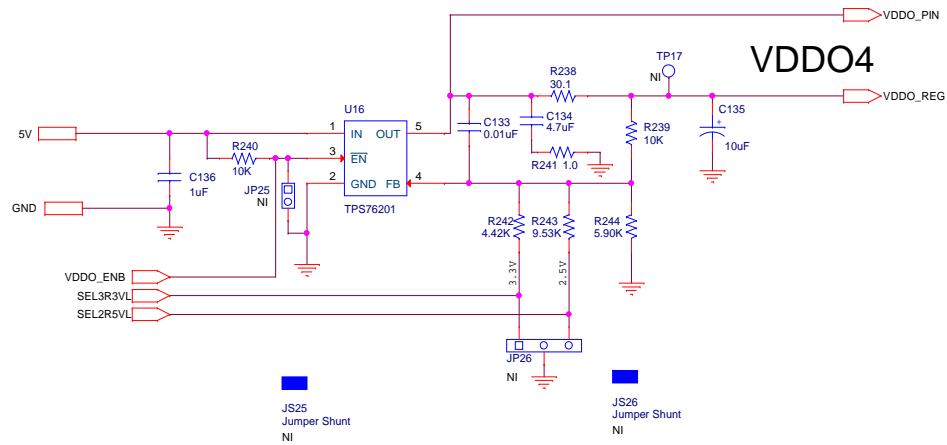 VDDO_PIN
VDDO4
TP17
NI
R238
30.1
VDDO_REG
C135
+
10uF
U16
C133
0.01uF
C134
4.7uF
R239
10K
5V
1
IN
OUT
5
R240
10K
3
EN
R241 1.0
C136
1uF
JP25
NI
2
GND
FB
4
TPS76201
GND
R242
4.42K
R243
9.53K
R244
5.90K
3.3V
2.5V
VDDO_ENB
SEL3R3VL
SEL2R5VL
JP26
NI
JS25
Jumper Shunt
NI
JS26
Jumper Shunt
NI